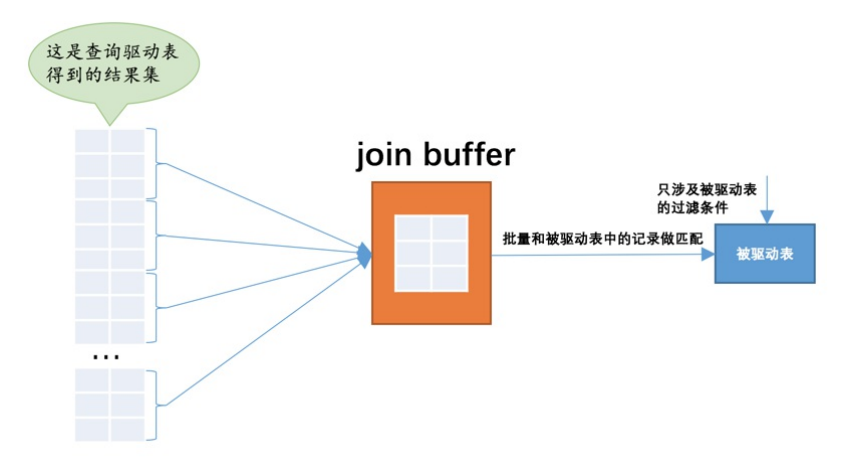 这是查询驱动表
得到的结果集
join buffer
只涉及被驱动表
的过滤条件
批量和被驱动表中的记录做匹配
被驱动表
...